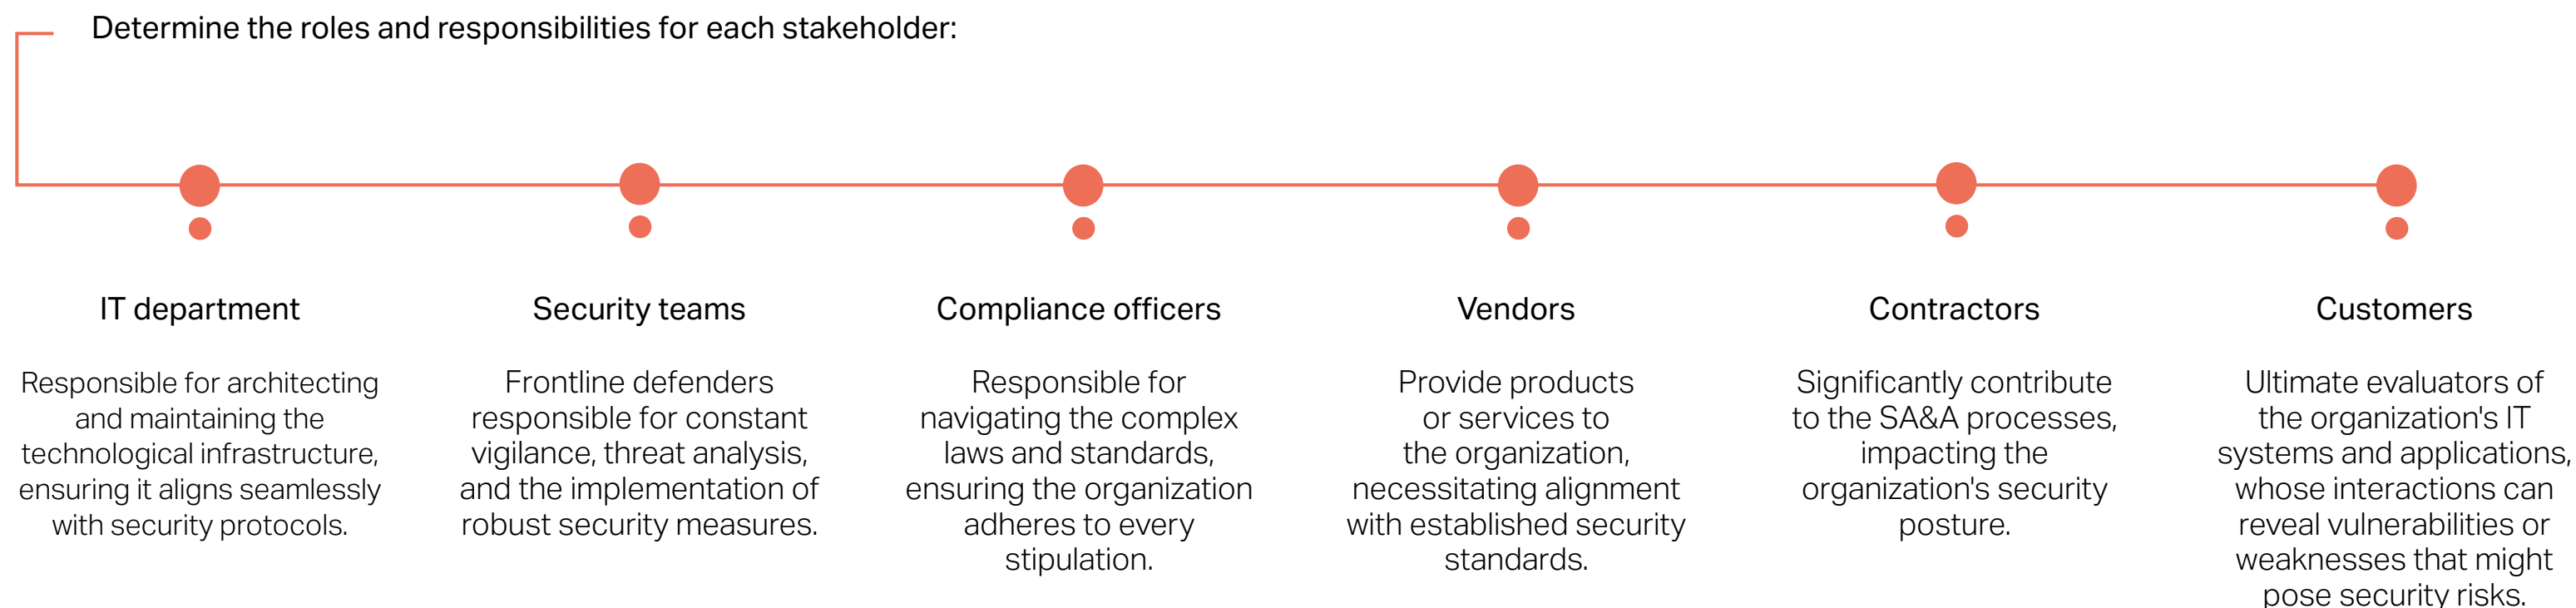 Determine the roles and responsibilities for each stakeholder:
IT department
Responsible for architecting
and maintaining the
technological infrastructure,
ensuring it aligns seamlessly
with security protocols.
Security teams
Frontline defenders
responsible for constant
vigilance, threat analysis,
and the implementation of
robust security measures.
Compliance officers
Responsible for
navigating the complex
laws and standards,
ensuring the organization
adheres to every
stipulation.
Vendors
Provide products
or services to
the organization,
necessitating alignment
with established security
standards.
Contractors
Significantly contribute
to the SA&A processes,
impacting the
organization's security
posture.
Customers
Ultimate evaluators of
the organization's IT
systems and applications,
whose interactions can
reveal vulnerabilities or
weaknesses that might
pose security risks.